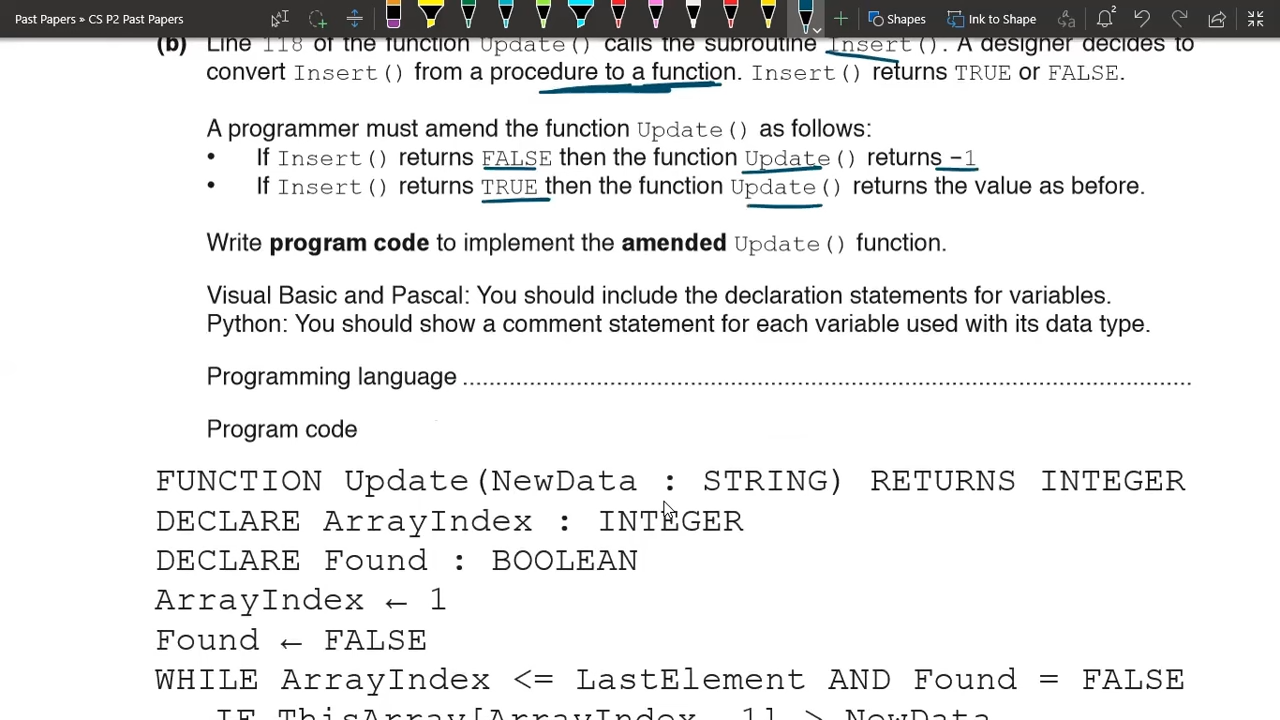 Past Papers » CS P2 Past Papers
Shapes
Ink to Shape
2
(b) Line 118 of the function Update() calls the subroutine Insert(). A designer decides to
convert Insert() from a procedure to a function. Insert() returns TRUE or FALSE.
A programmer must amend the function Update() as follows:
• If Insert() returns FALSE then the function Update() returns −1
• If Insert() returns TRUE then the function Update() returns the value as before.
Write program code to implement the amended Update() function.
Visual Basic and Pascal: You should include the declaration statements for variables.
Python: You should show a comment statement for each variable used with its data type.
Programming language ........................................................................................................
Program code
FUNCTION Update(NewData : STRING) RETURNS INTEGER
DECLARE ArrayIndex : INTEGER
DECLARE Found : BOOLEAN
ArrayIndex ← 1
Found ← FALSE
WHILE ArrayIndex <= LastElement AND Found = FALSE
IF ThisArray[ArrayIndex, 1] > NewData